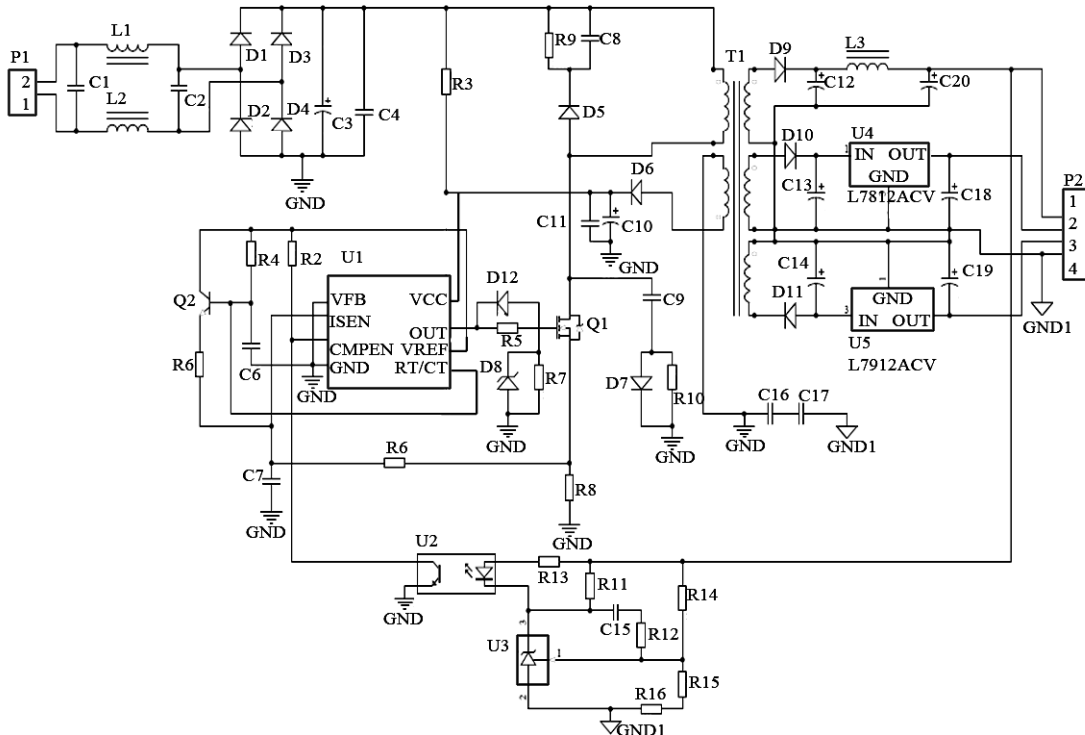 P1
2
1
L1
C1
L2
C2
D1
D3
D2
D4
C3
C4
GND
R3
R9
C8
D5
T1
D9
L3
C12
C20
D10
U4
1
IN OUT
GND
L7812ACV
C13
C18
P2
1
2
3
4
D6
C11
C10
GND
C14
C19
D11
1
GND
3
IN OUT
U5
L7912ACV
GND1
R4
R2
U1
Q2
VFB
ISEN
CMPEN
GND
VCC
OUT
VREF
RT/CT
GND
R6
C6
D12
R5
D8
R7
GND
Q1
C9
D7
R10
GND
C16
C17
GND
GND1
R6
C7
GND
R8
GND
U2
GND
R13
R11
R14
C15
R12
U3
3
1
2
R15
R16
GND1